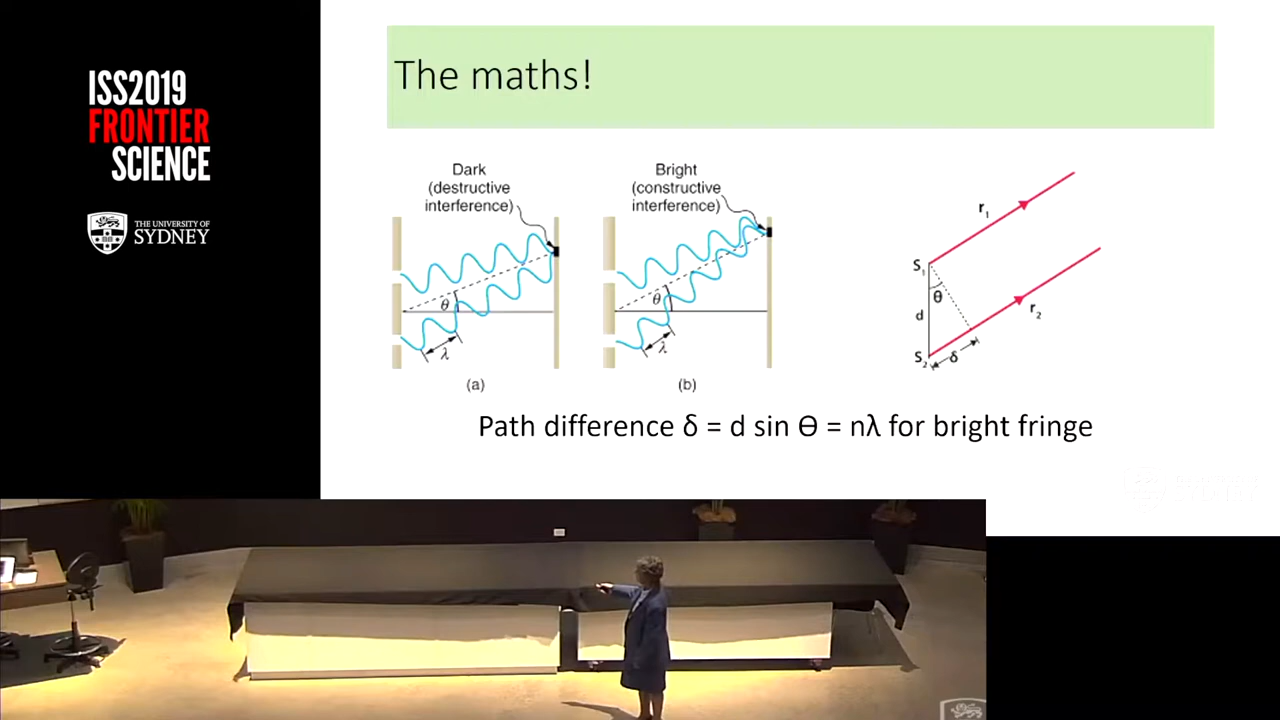 ISS2019
FRONTIER
SCIENCE
THE UNIVERSITY OF
SYDNEY
The maths!
Dark
(destructive
interference)
θ
λ
(a)
Bright
(constructive
interference)
θ
λ
(b)
r1
S1
θ
d
r2
S2
δ
Path difference δ = d sin Ɵ = nλ for bright fringe